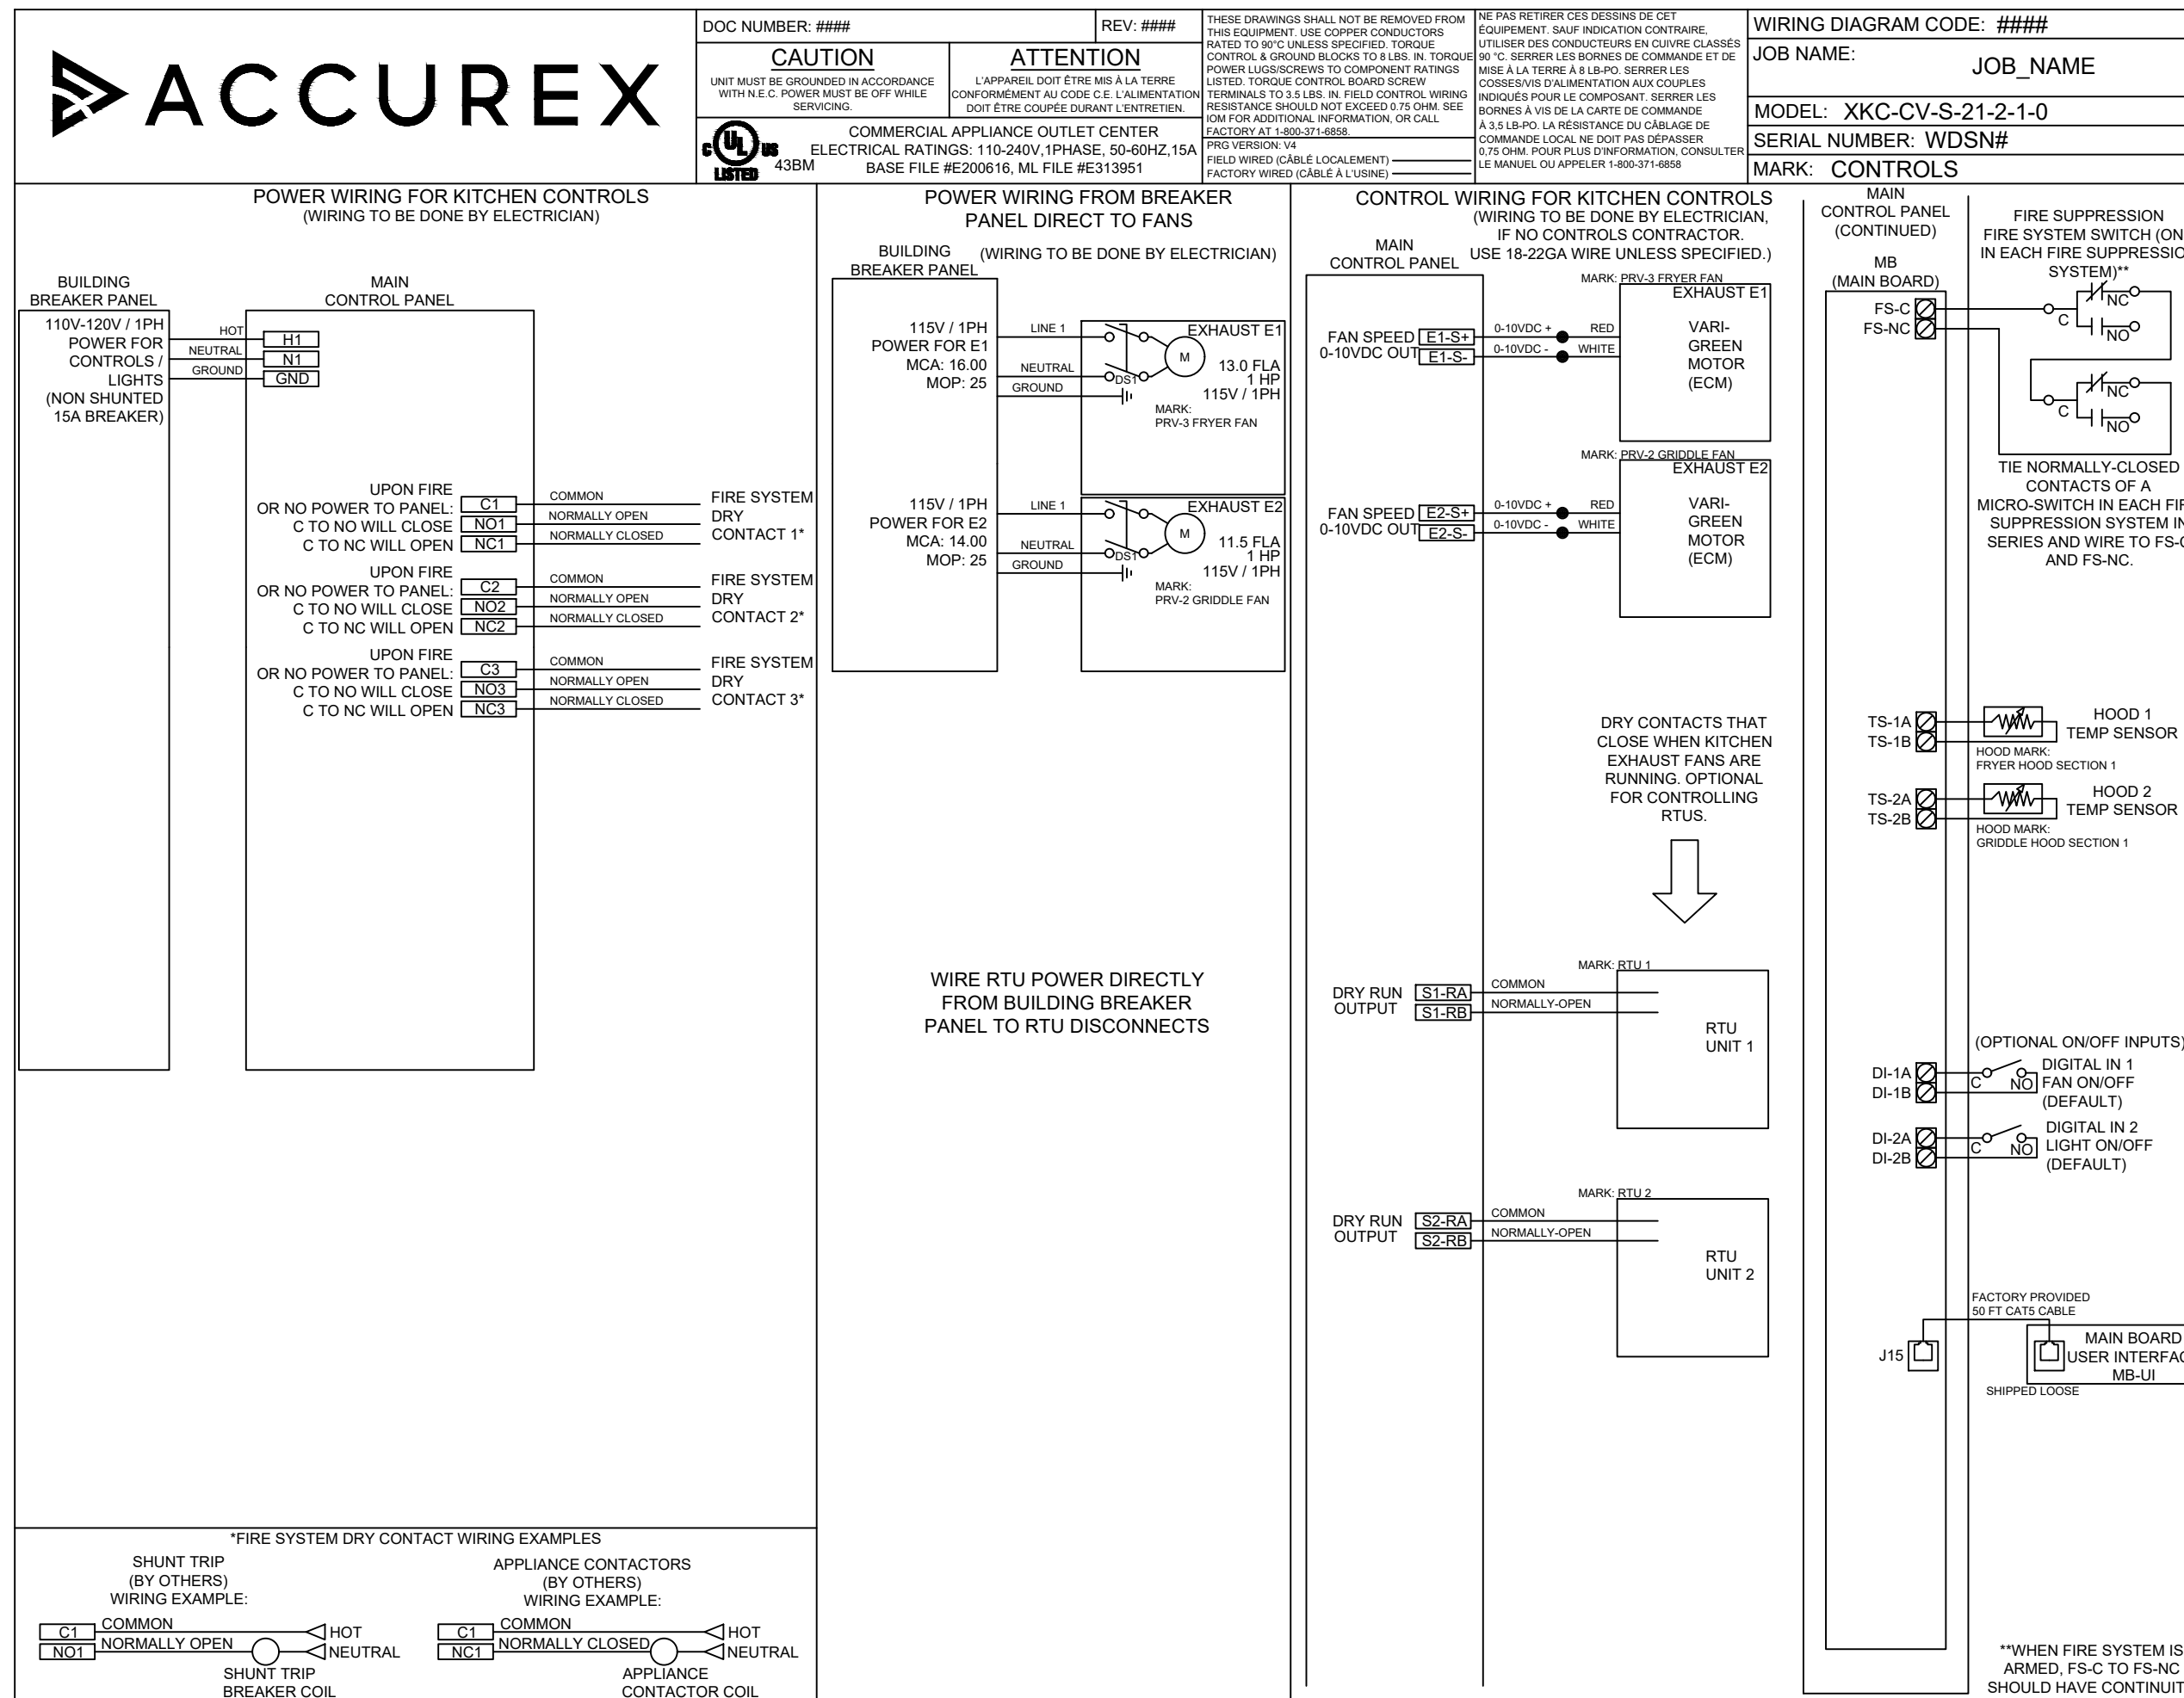 ACCUREX
DOC NUMBER: ####
REV: ####
CAUTION
UNIT MUST BE GROUNDED IN ACCORDANCE
WITH N.E.C. POWER MUST BE OFF WHILE
SERVICING.
ATTENTION
L'APPAREIL DOIT ÊTRE MIS À LA TERRE
CONFORMÉMENT AU CODE C.E. L'ALIMENTATION
DOIT ÊTRE COUPÉE DURANT L'ENTRETIEN.
C UL US
LISTED
43BM
COMMERCIAL APPLIANCE OUTLET CENTER
ELECTRICAL RATINGS: 110-240V,1PHASE, 50-60HZ,15A
BASE FILE #E200616, ML FILE #E313951
THESE DRAWINGS SHALL NOT BE REMOVED FROM
THIS EQUIPMENT. USE COPPER CONDUCTORS
RATED TO 90°C UNLESS SPECIFIED. TORQUE
CONTROL & GROUND BLOCKS TO 8 LBS. IN. TORQUE
POWER LUGS/SCREWS TO COMPONENT RATINGS
LISTED. TORQUE CONTROL BOARD SCREW
TERMINALS TO 3.5 LBS. IN. FIELD CONTROL WIRING
RESISTANCE SHOULD NOT EXCEED 0.75 OHM. SEE
IOM FOR ADDITIONAL INFORMATION, OR CALL
FACTORY AT 1-800-371-6858.
PRG VERSION: V4
FIELD WIRED (CÂBLÉ LOCALEMENT)
FACTORY WIRED (CÂBLÉ À L'USINE)
NE PAS RETIRER CES DESSINS DE CET
ÉQUIPEMENT. SAUF INDICATION CONTRAIRE,
UTILISER DES CONDUCTEURS EN CUIVRE CLASSÉS
90 °C. SERRER LES BORNES DE COMMANDE ET DE
MISE À LA TERRE À 8 LB-PO. SERRER LES
COSSES/VIS D'ALIMENTATION AUX COUPLES
INDIQUÉS POUR LE COMPOSANT. SERRER LES
BORNES À VIS DE LA CARTE DE COMMANDE
À 3,5 LB-PO. LA RÉSISTANCE DU CÂBLAGE DE
COMMANDE LOCAL NE DOIT PAS DÉPASSER
0,75 OHM. POUR PLUS D'INFORMATION, CONSULTER
LE MANUEL OU APPELER 1-800-371-6858
WIRING DIAGRAM CODE: ####
JOB NAME:
JOB_NAME
MODEL: XKC-CV-S-21-2-1-0
SERIAL NUMBER: WDSN#
MARK: CONTROLS
POWER WIRING FOR KITCHEN CONTROLS
(WIRING TO BE DONE BY ELECTRICIAN)
BUILDING
BREAKER PANEL
MAIN
CONTROL PANEL
110V-120V / 1PH
POWER FOR
CONTROLS /
LIGHTS
(NON SHUNTED
15A BREAKER)
HOT
H1
NEUTRAL
N1
GROUND
GND
UPON FIRE
OR NO POWER TO PANEL:
C TO NO WILL CLOSE
C TO NC WILL OPEN
C1
NO1
NC1
COMMON
NORMALLY OPEN
NORMALLY CLOSED
FIRE SYSTEM
DRY
CONTACT 1*
UPON FIRE
OR NO POWER TO PANEL:
C TO NO WILL CLOSE
C TO NC WILL OPEN
C2
NO2
NC2
COMMON
NORMALLY OPEN
NORMALLY CLOSED
FIRE SYSTEM
DRY
CONTACT 2*
UPON FIRE
OR NO POWER TO PANEL:
C TO NO WILL CLOSE
C TO NC WILL OPEN
C3
NO3
NC3
COMMON
NORMALLY OPEN
NORMALLY CLOSED
FIRE SYSTEM
DRY
CONTACT 3*
*FIRE SYSTEM DRY CONTACT WIRING EXAMPLES
SHUNT TRIP
(BY OTHERS)
WIRING EXAMPLE:
C1
COMMON
HOT
NO1
NORMALLY OPEN
NEUTRAL
SHUNT TRIP
BREAKER COIL
APPLIANCE CONTACTORS
(BY OTHERS)
WIRING EXAMPLE:
C1
COMMON
HOT
NC1
NORMALLY CLOSED
NEUTRAL
APPLIANCE
CONTACTOR COIL
POWER WIRING FROM BREAKER
PANEL DIRECT TO FANS
(WIRING TO BE DONE BY ELECTRICIAN)
BUILDING
BREAKER PANEL
115V / 1PH
POWER FOR E1
MCA: 16.00
MOP: 25
LINE 1
NEUTRAL
GROUND
DS1
M
EXHAUST E1
13.0 FLA
1 HP
115V / 1PH
MARK:
PRV-3 FRYER FAN
115V / 1PH
POWER FOR E2
MCA: 14.00
MOP: 25
LINE 1
NEUTRAL
GROUND
DS1
M
EXHAUST E2
11.5 FLA
1 HP
115V / 1PH
MARK:
PRV-2 GRIDDLE FAN
WIRE RTU POWER DIRECTLY
FROM BUILDING BREAKER
PANEL TO RTU DISCONNECTS
CONTROL WIRING FOR KITCHEN CONTROLS
(WIRING TO BE DONE BY ELECTRICIAN,
IF NO CONTROLS CONTRACTOR.
USE 18-22GA WIRE UNLESS SPECIFIED.)
MAIN
CONTROL PANEL
MARK: PRV-3 FRYER FAN
EXHAUST E1
FAN SPEED
0-10VDC OUT
E1-S+
E1-S-
0-10VDC +
RED
0-10VDC -
WHITE
VARI-
GREEN
MOTOR
(ECM)
MARK: PRV-2 GRIDDLE FAN
EXHAUST E2
FAN SPEED
0-10VDC OUT
E2-S+
E2-S-
0-10VDC +
RED
0-10VDC -
WHITE
VARI-
GREEN
MOTOR
(ECM)
DRY CONTACTS THAT
CLOSE WHEN KITCHEN
EXHAUST FANS ARE
RUNNING. OPTIONAL
FOR CONTROLLING
RTUS.
MARK: RTU 1
DRY RUN
OUTPUT
S1-RA
S1-RB
COMMON
NORMALLY-OPEN
RTU
UNIT 1
MARK: RTU 2
DRY RUN
OUTPUT
S2-RA
S2-RB
COMMON
NORMALLY-OPEN
RTU
UNIT 2
MAIN
CONTROL PANEL
(CONTINUED)
MB
(MAIN BOARD)
FIRE SUPPRESSION
FIRE SYSTEM SWITCH (ON
IN EACH FIRE SUPPRESSIO
SYSTEM)**
FS-C
FS-NC
C
NC
NO
C
NC
NO
TIE NORMALLY-CLOSED
CONTACTS OF A
MICRO-SWITCH IN EACH FI
SUPPRESSION SYSTEM IN
SERIES AND WIRE TO FS-
AND FS-NC.
TS-1A
TS-1B
HOOD 1
TEMP SENSOR
HOOD MARK:
FRYER HOOD SECTION 1
TS-2A
TS-2B
HOOD 2
TEMP SENSOR
HOOD MARK:
GRIDDLE HOOD SECTION 1
(OPTIONAL ON/OFF INPUTS)
DI-1A
DI-1B
C
NO
DIGITAL IN 1
FAN ON/OFF
(DEFAULT)
DI-2A
DI-2B
C
NO
DIGITAL IN 2
LIGHT ON/OFF
(DEFAULT)
FACTORY PROVIDED
50 FT CAT5 CABLE
J15
MAIN BOARD
USER INTERFA
MB-UI
SHIPPED LOOSE
**WHEN FIRE SYSTEM IS
ARMED, FS-C TO FS-NC
SHOULD HAVE CONTINUIT